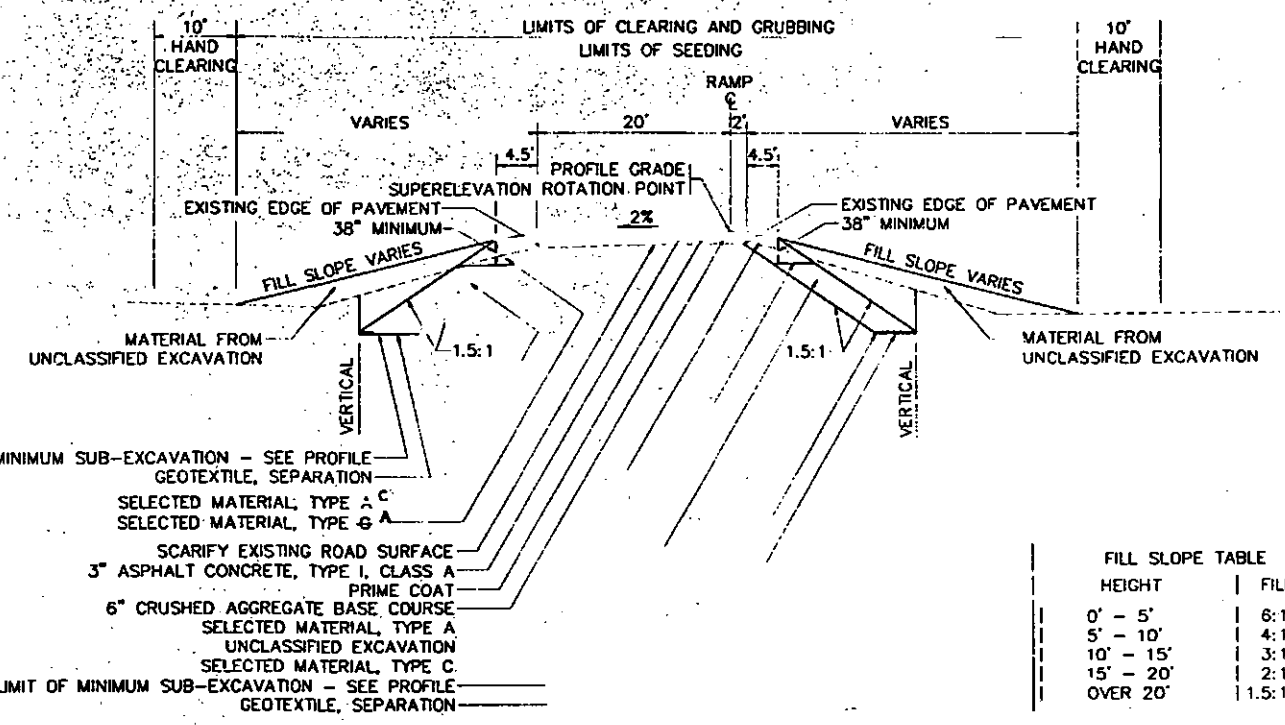 LIMITS OF CLEARING AND GRUBBING
LIMITS OF SEEDING
10'
HAND
CLEARING
10'
HAND
CLEARING
RAMP
℄
VARIES
20'
2'
VARIES
4.5'
4.5'
PROFILE GRADE
SUPERELEVATION ROTATION POINT
EXISTING EDGE OF PAVEMENT
38" MINIMUM
2%
EXISTING EDGE OF PAVEMENT
38" MINIMUM
FILL SLOPE VARIES
FILL SLOPE VARIES
MATERIAL FROM
UNCLASSIFIED EXCAVATION
1.5:1
1.5:1
MATERIAL FROM
UNCLASSIFIED EXCAVATION
VERTICAL
VERTICAL
MINIMUM SUB-EXCAVATION - SEE PROFILE
GEOTEXTILE, SEPARATION
SELECTED MATERIAL, TYPE A C
SELECTED MATERIAL, TYPE A
SCARIFY EXISTING ROAD SURFACE
3" ASPHALT CONCRETE, TYPE I, CLASS A
PRIME COAT
6" CRUSHED AGGREGATE BASE COURSE
SELECTED MATERIAL, TYPE A
UNCLASSIFIED EXCAVATION
SELECTED MATERIAL, TYPE C
LIMIT OF MINIMUM SUB-EXCAVATION - SEE PROFILE
GEOTEXTILE, SEPARATION
FILL SLOPE TABLE
HEIGHT FIL
0' - 5' 6:1
5' - 10' 4:1
10' - 15' 3:1
15' - 20' 2:1
OVER 20' 1.5:1